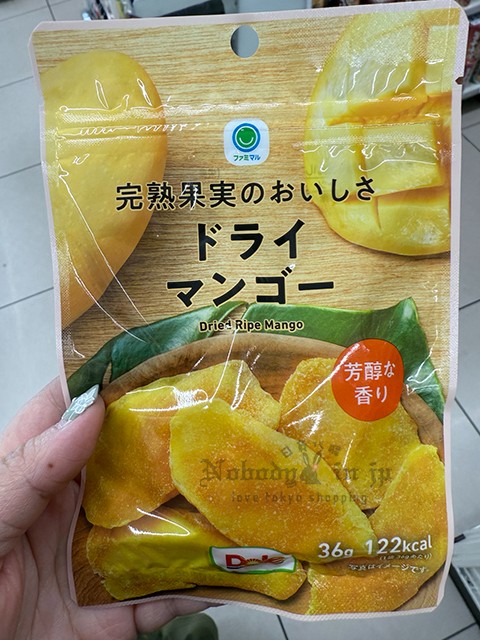 ファミマル
完熟果実のおいしさ
ドライ
マンゴー
Dried Ripe Mango
芳醇な
香り
Nobody in jp
love tokyo shopping
36g 122kcal
Dole
写真はイメージです。